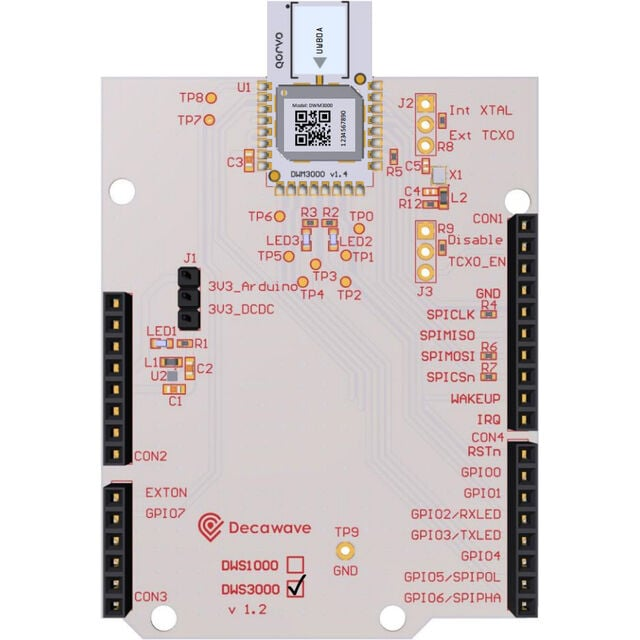 qorvo
UWBDA
U1
TP8
TP7
Model: DWM3000
1234567890
DWM3000 v1.4
C3
J2
Int XTAL
Ext TCXO
R8
R5
C5
X1
C4
L2
R12
TP6
R3
R2
TP0
LED3
LED2
TP5
TP1
TP3
TP4
TP2
R9
Disable
TCXO_EN
J3
CON1
J1
3V3_Arduino
3V3_DCDC
GND
R4
SPICLK
SPIMISO
R6
SPIMOSI
R7
SPICSn
WAKEUP
IRQ
LED1
R1
L1
U2
C2
C1
CON2
CON4
RSTn
GPIO0
GPIO1
GPIO2/RXLED
GPIO3/TXLED
GPIO4
GPIO5/SPIPOL
GPIO6/SPIPHA
EXTON
GPIO7
CON3
Decawave
DWS1000
DWS3000
v 1.2
TP9
GND